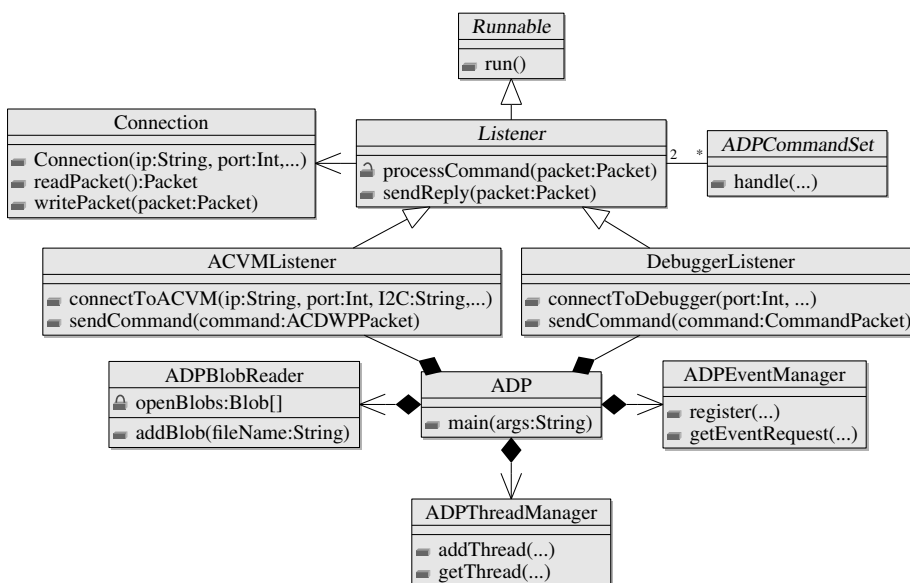 Runnable
run()
Connection
Connection(ip:String, port:Int,...)
readPacket():Packet
writePacket(packet:Packet)
Listener
processCommand(packet:Packet)
sendReply(packet:Packet)
2 *
ADPCommandSet
handle(...)
ACVMListener
connectToACVM(ip:String, port:Int, I2C:String,...)
sendCommand(command:ACDWPPacket)
DebuggerListener
connectToDebugger(port:Int, ...)
sendCommand(command:CommandPacket)
ADPBlobReader
openBlobs:Blob[]
addBlob(fileName:String)
ADP
main(args:String)
ADPEventManager
register(...)
getEventRequest(...)
ADPThreadManager
addThread(...)
getThread(...)